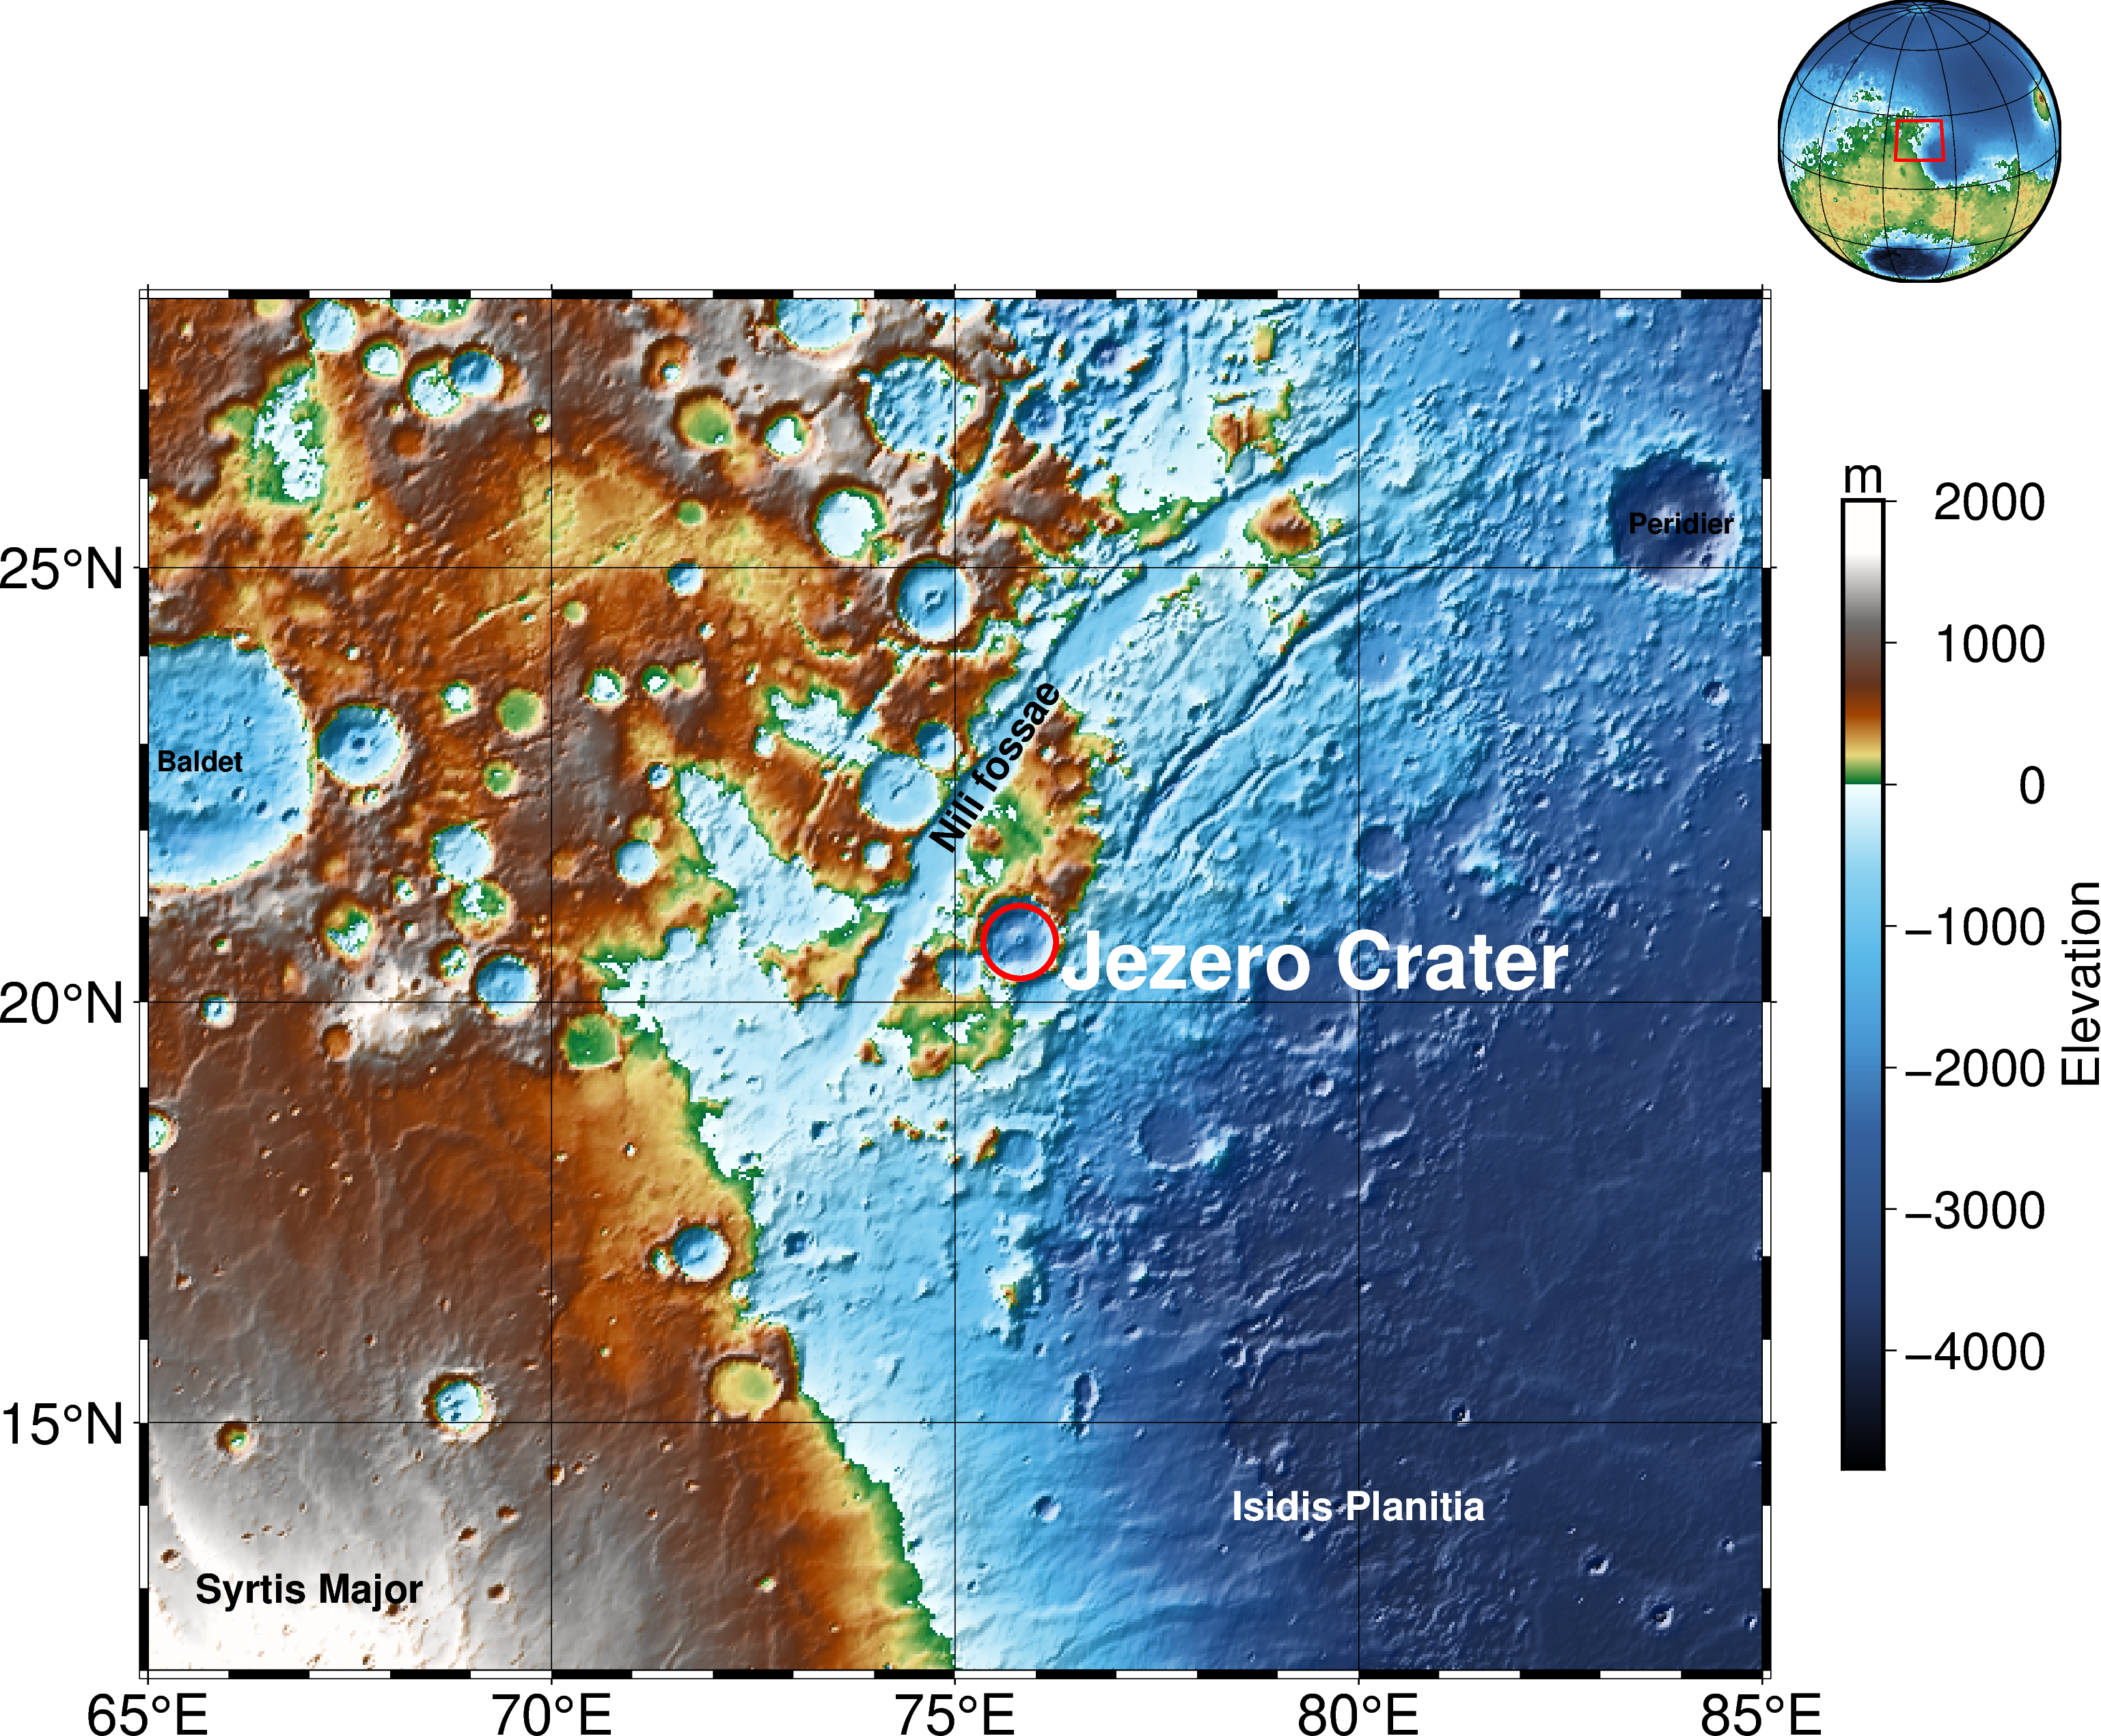 m
2000
1000
0
−1000
−2000
−3000
−4000
Elevation
25°N
20°N
15°N
65°E
70°E
75°E
80°E
85°E
Peridier
Baldet
Nili fossae
Jezero Crater
Isidis Planitia
Syrtis Major